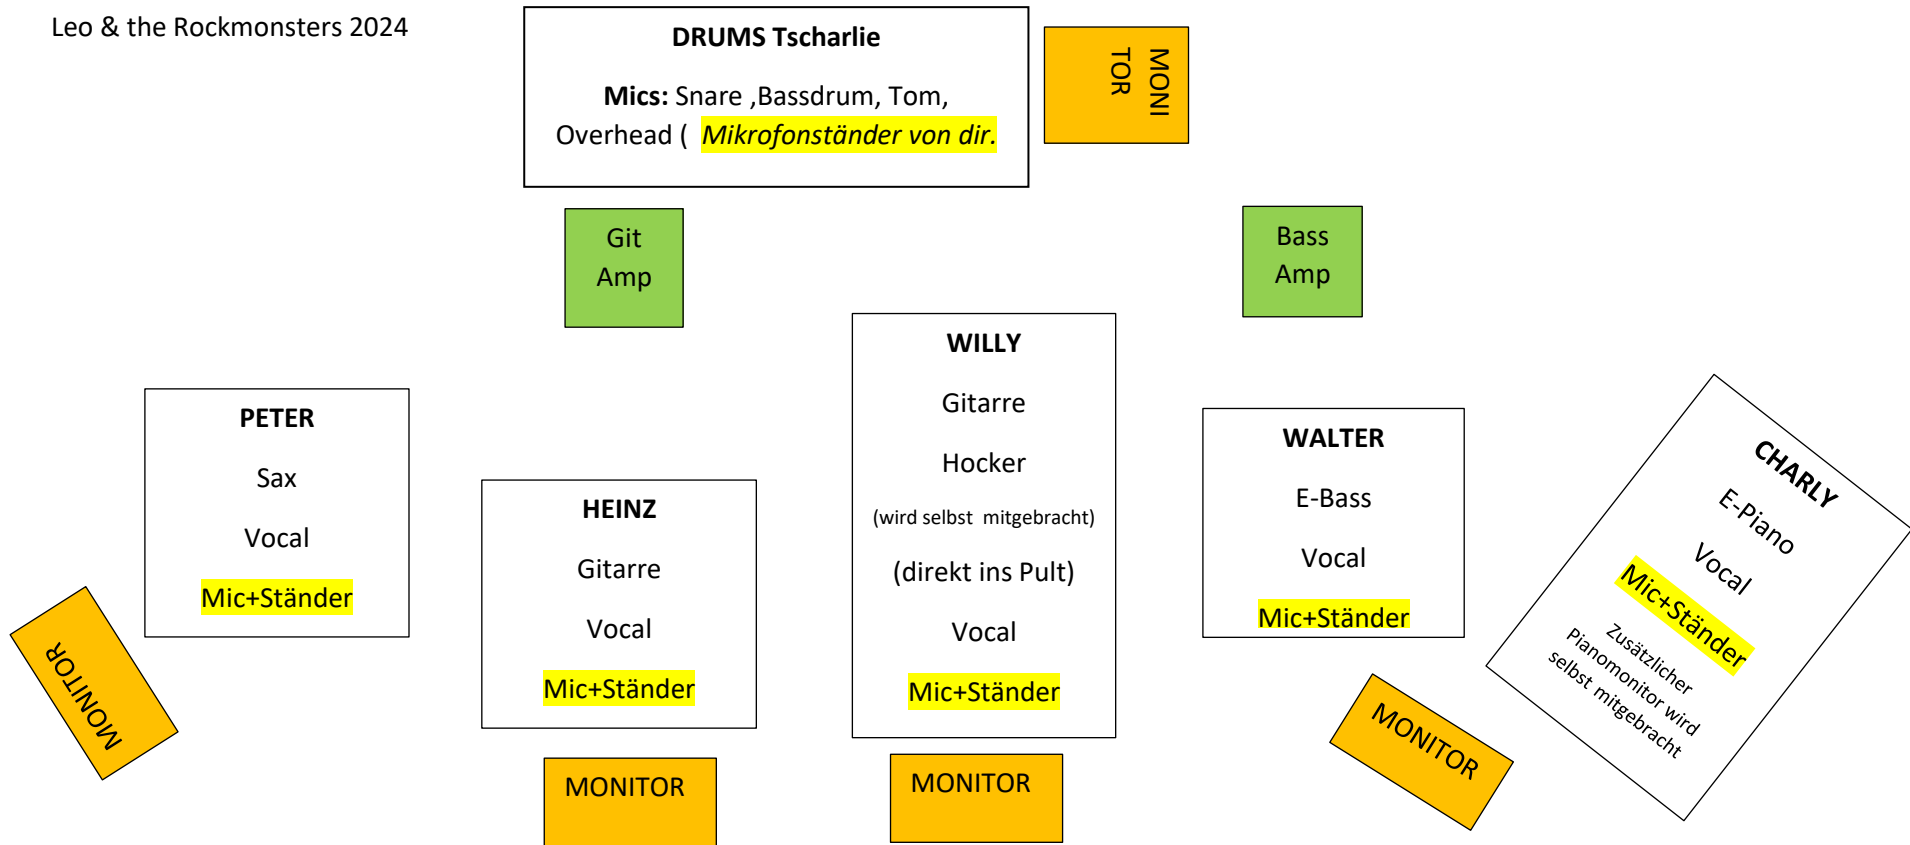 Leo & the Rockmonsters 2024
DRUMS Tscharlie
Mics: Snare ,Bassdrum, Tom,
Overhead ( Mikrofonständer von dir.
MONI
TOR
Git
Amp
Bass
Amp
PETER
Sax
Vocal
Mic+Ständer
MONITOR
HEINZ
Gitarre
Vocal
Mic+Ständer
MONITOR
WILLY
Gitarre
Hocker
(wird selbst mitgebracht)
(direkt ins Pult)
Vocal
Mic+Ständer
MONITOR
WALTER
E-Bass
Vocal
Mic+Ständer
MONITOR
CHARLY
E-Piano
Vocal
Mic+Ständer
Zusätzlicher
Pianomonitor wird
selbst mitgebracht